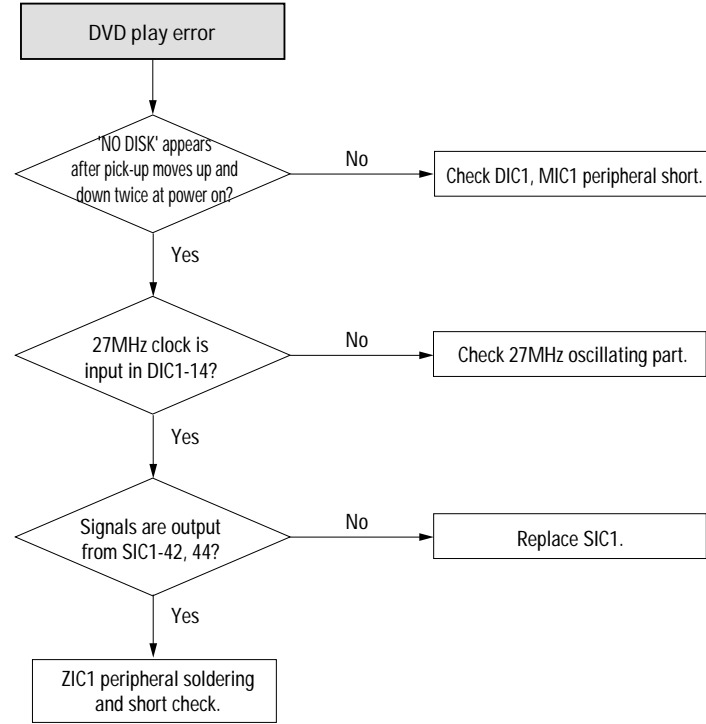 DVD play error
'NO DISK' appears
after pick-up moves up and
down twice at power on?
No
Check DIC1, MIC1 peripheral short.
Yes
27MHz clock is
input in DIC1-14?
No
Check 27MHz oscillating part.
Yes
Signals are output
from SIC1-42, 44?
No
Replace SIC1.
Yes
ZIC1 peripheral soldering
and short check.